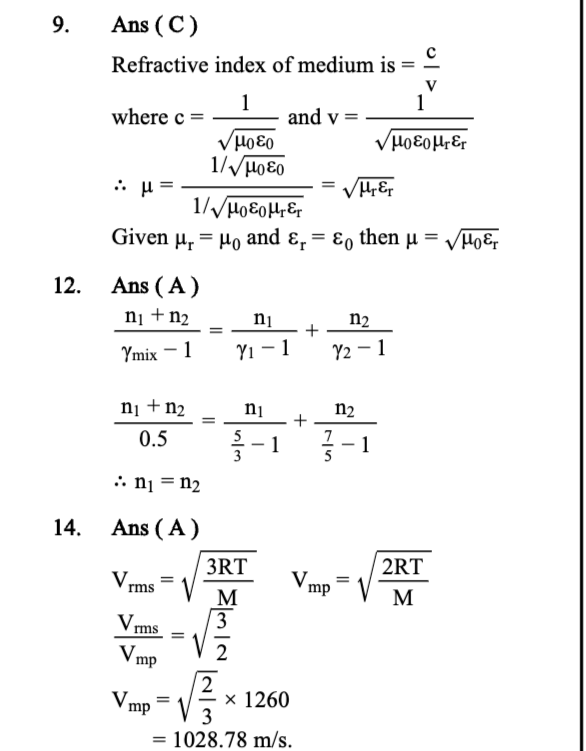 9. Ans ( C )
Refractive index of medium is = c/v
where c = 1/√(μ₀ε₀) and v = 1/√(μ₀ε₀μᵣεᵣ)
∴ μ = (1/√(μ₀ε₀))/(1/√(μ₀ε₀μᵣεᵣ)) = √(μᵣεᵣ)
Given μᵣ = μ₀ and εᵣ = ε₀ then μ = √(μ₀εᵣ)
12. Ans ( A )
(n₁ + n₂)/(γmix − 1) = n₁/(γ₁ − 1) + n₂/(γ₂ − 1)
(n₁ + n₂)/0.5 = n₁/(5/3 − 1) + n₂/(7/5 − 1)
∴ n₁ = n₂
14. Ans ( A )
Vrms = √(3RT/M) Vmp = √(2RT/M)
Vrms/Vmp = √(3/2)
Vmp = √(2/3) × 1260
= 1028.78 m/s.